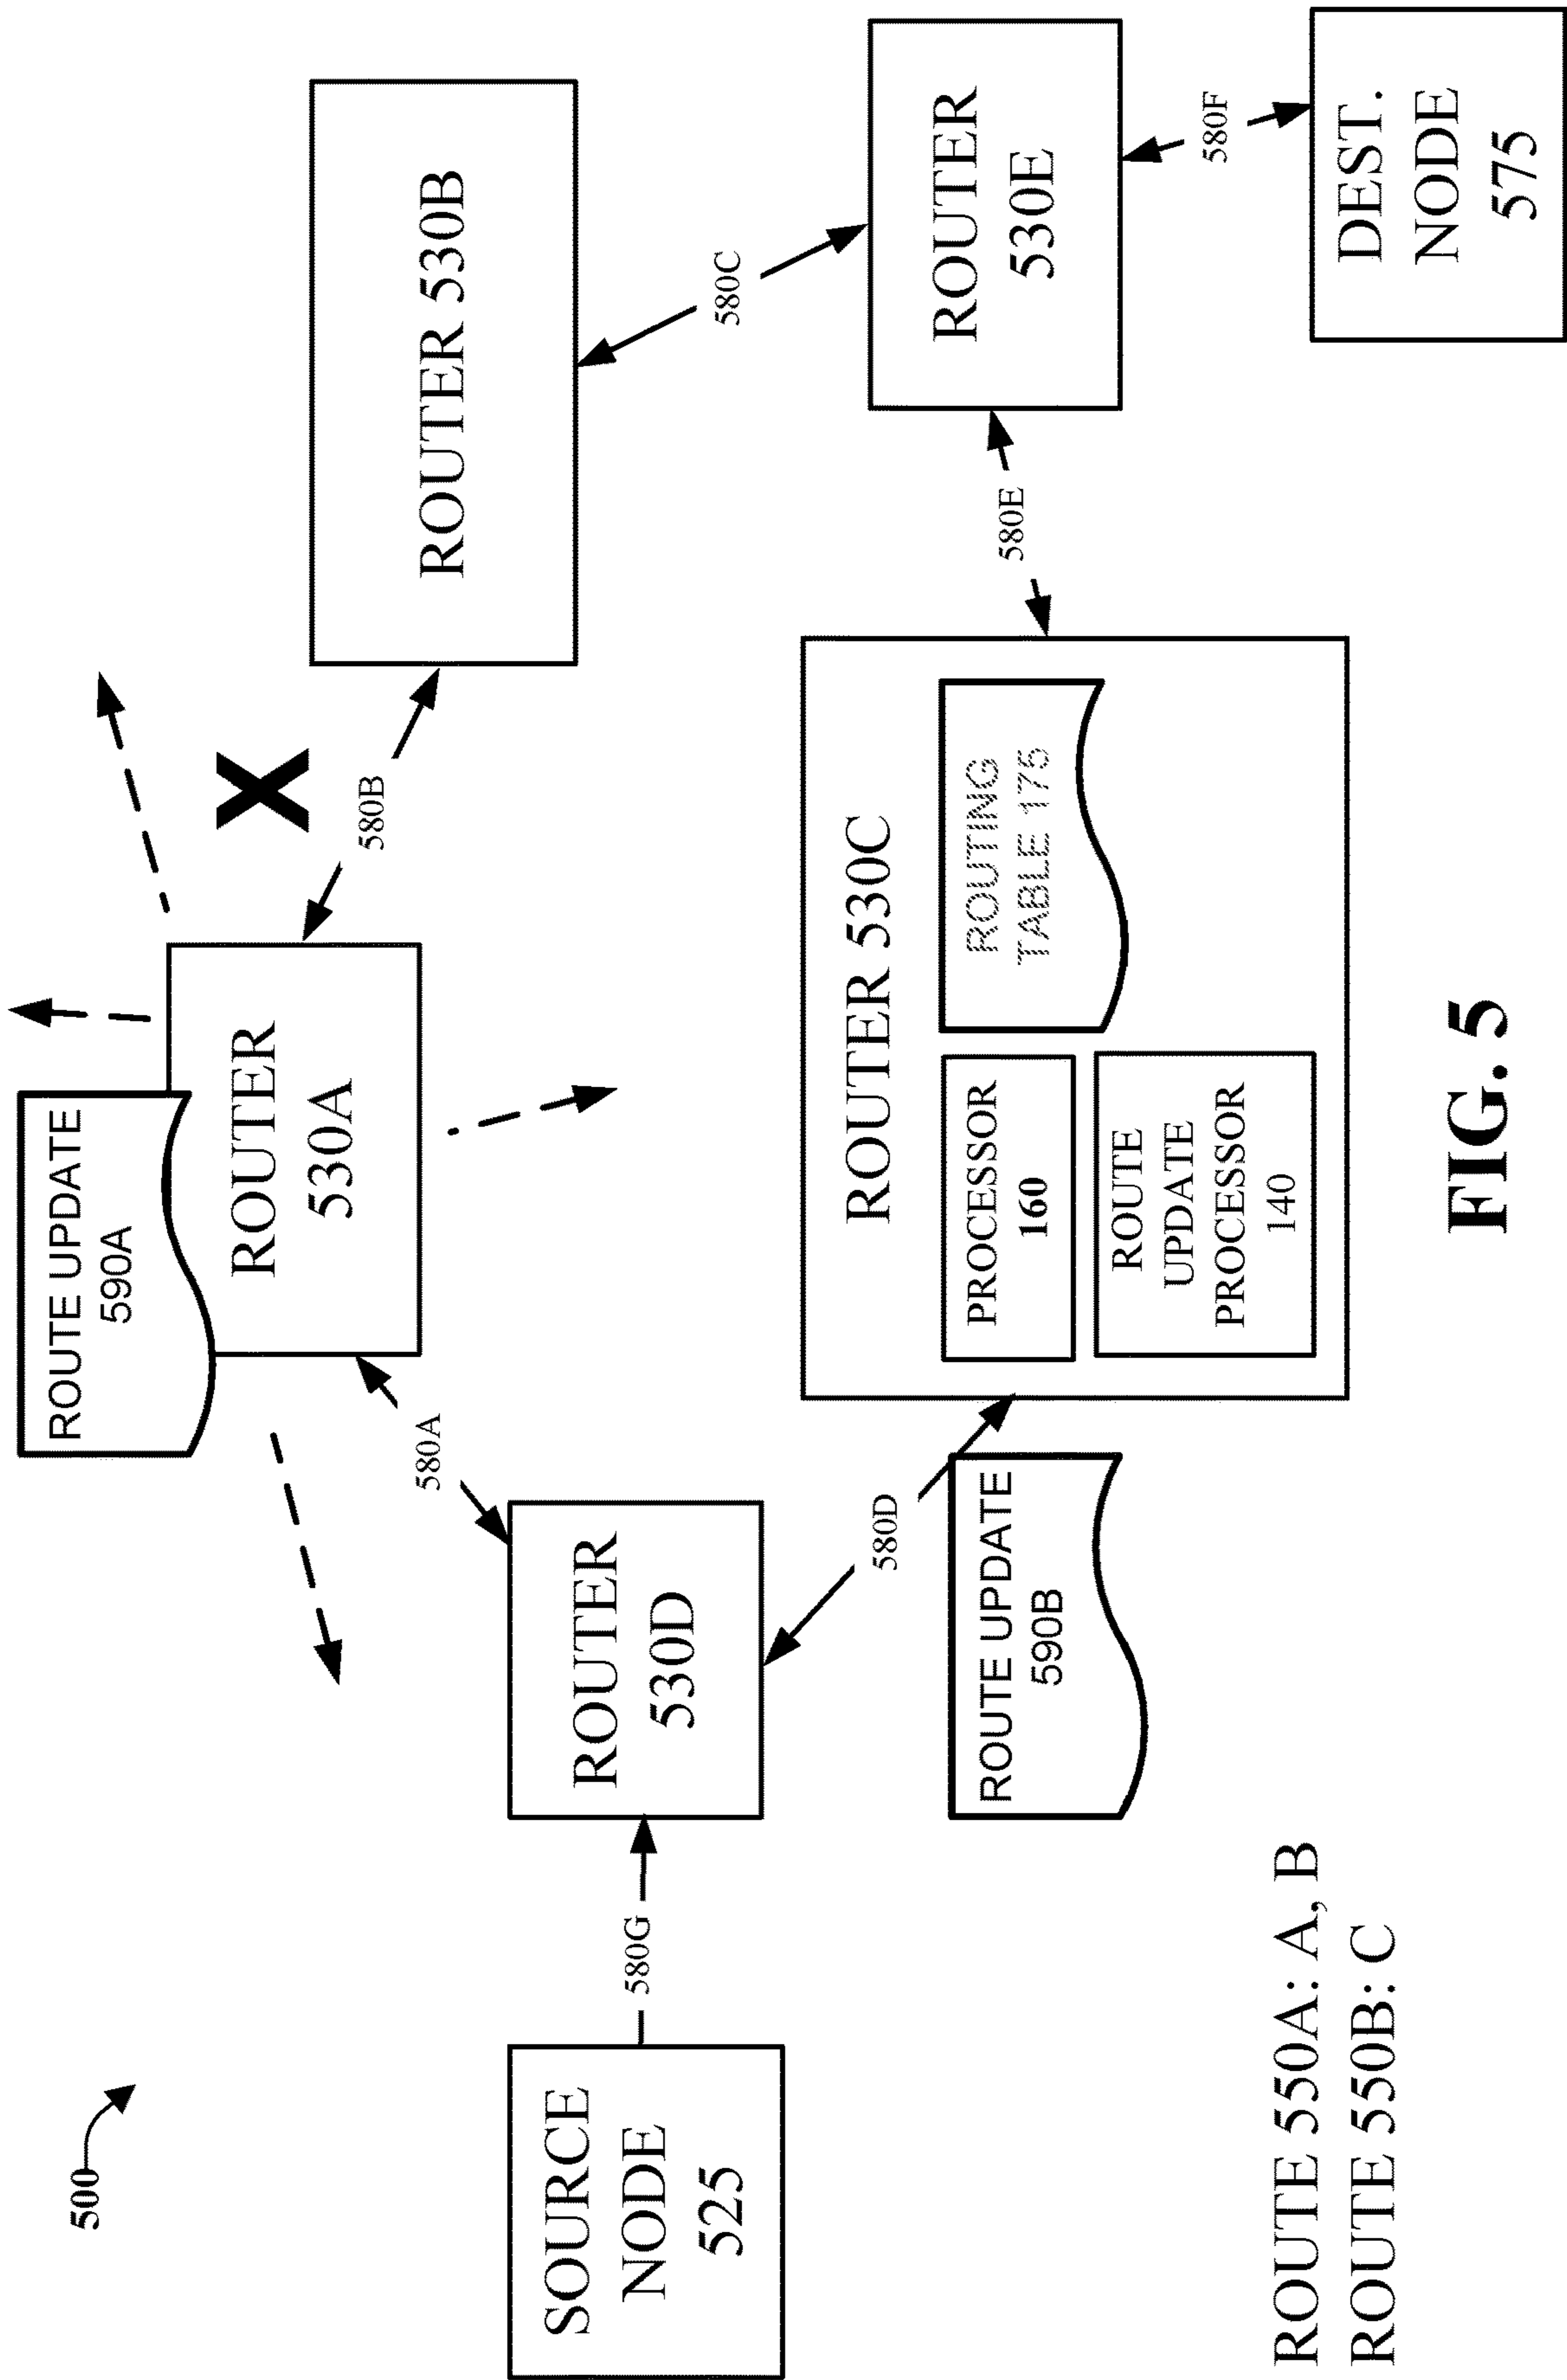 500
ROUTE UPDATE
590A
ROUTER
530A
X
580B
ROUTER 530B
580A
SOURCE
NODE
525
580G
ROUTER
530D
580C
580D
ROUTER 530C
PROCESSOR
160
ROUTE
UPDATE
PROCESSOR
140
ROUTING
TABLE 175
580E
ROUTER
530E
580F
ROUTE UPDATE
590B
DEST.
NODE
575
ROUTE 550A: A, B
ROUTE 550B: C
FIG. 5